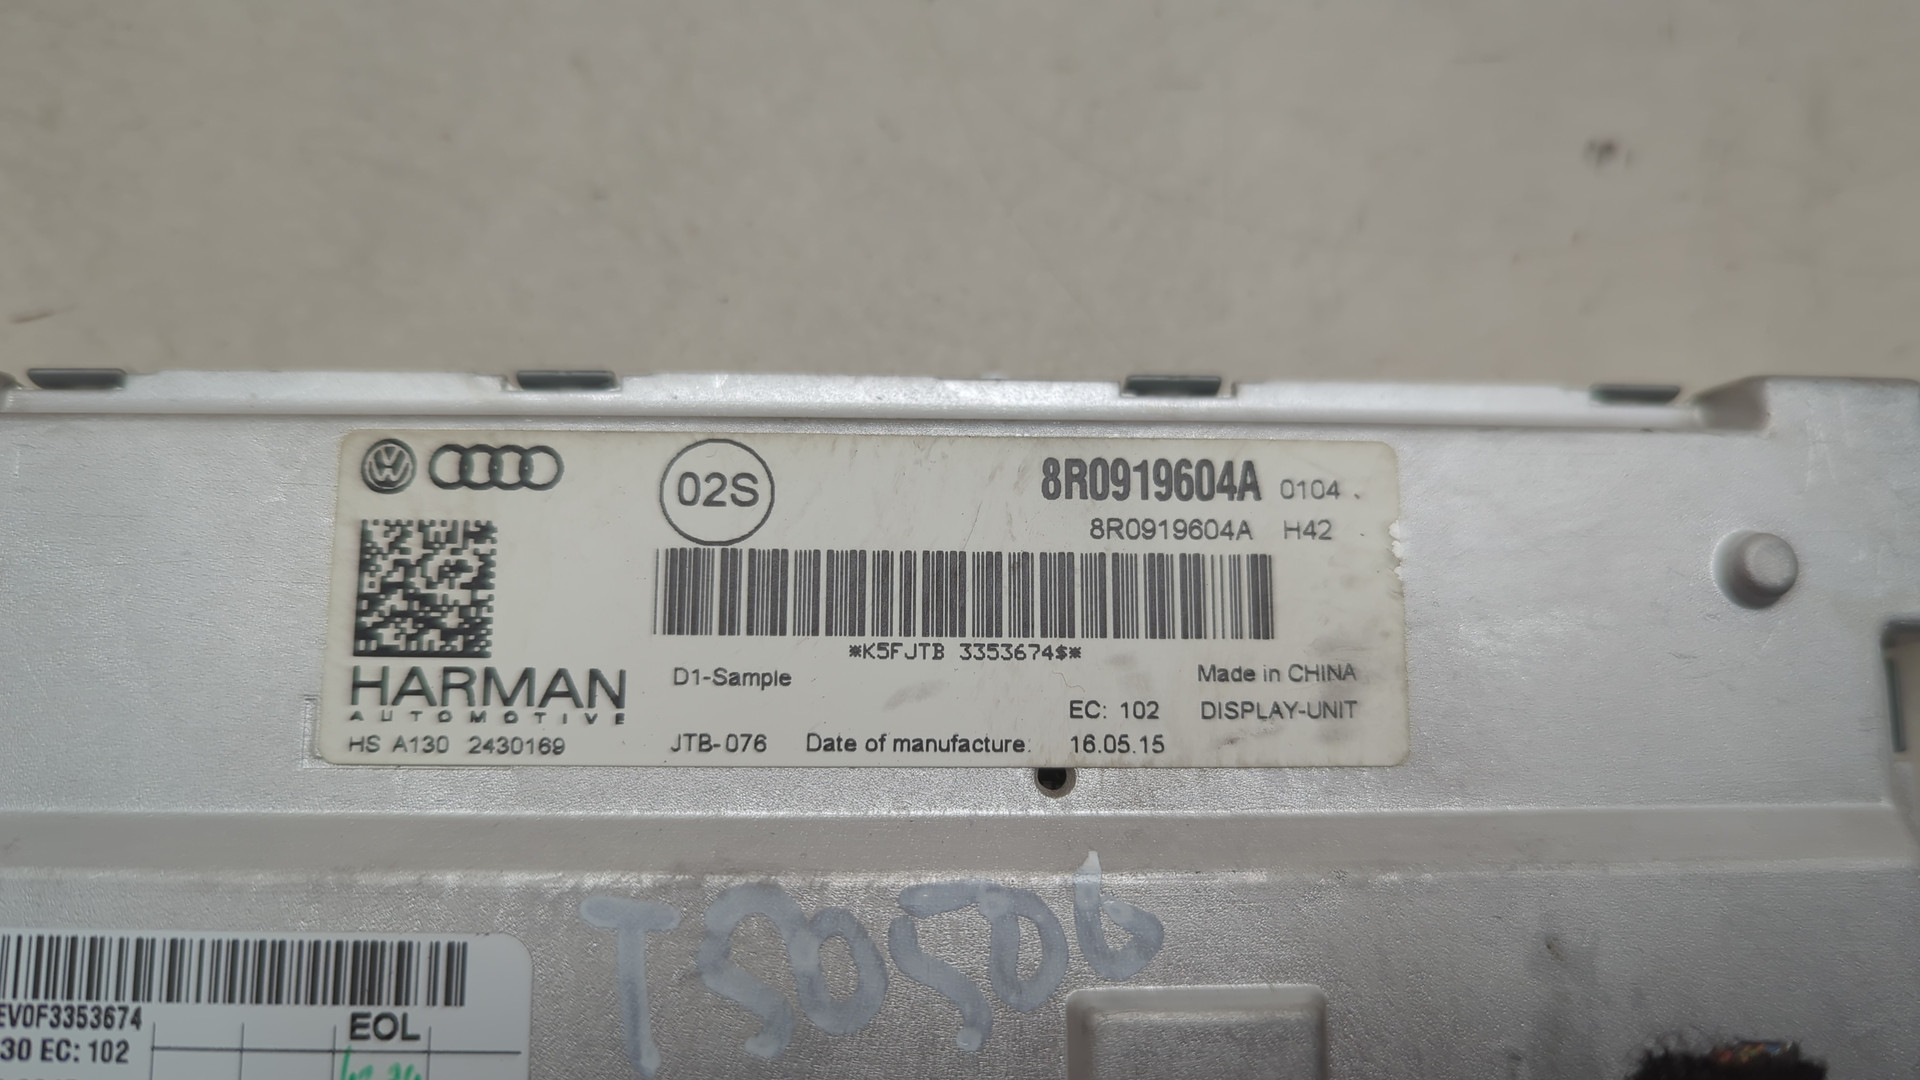 02S
8R0919604A 0104 .
8R0919604A H42
*K5FJTB 3353674$*
HARMAN
AUTOMOTIVE
D1-Sample
Made in CHINA
EC: 102 DISPLAY-UNIT
HS A130 2430169
JTB-076 Date of manufacture: 16.05.15
EV0F3353674
EOL
30 EC: 102